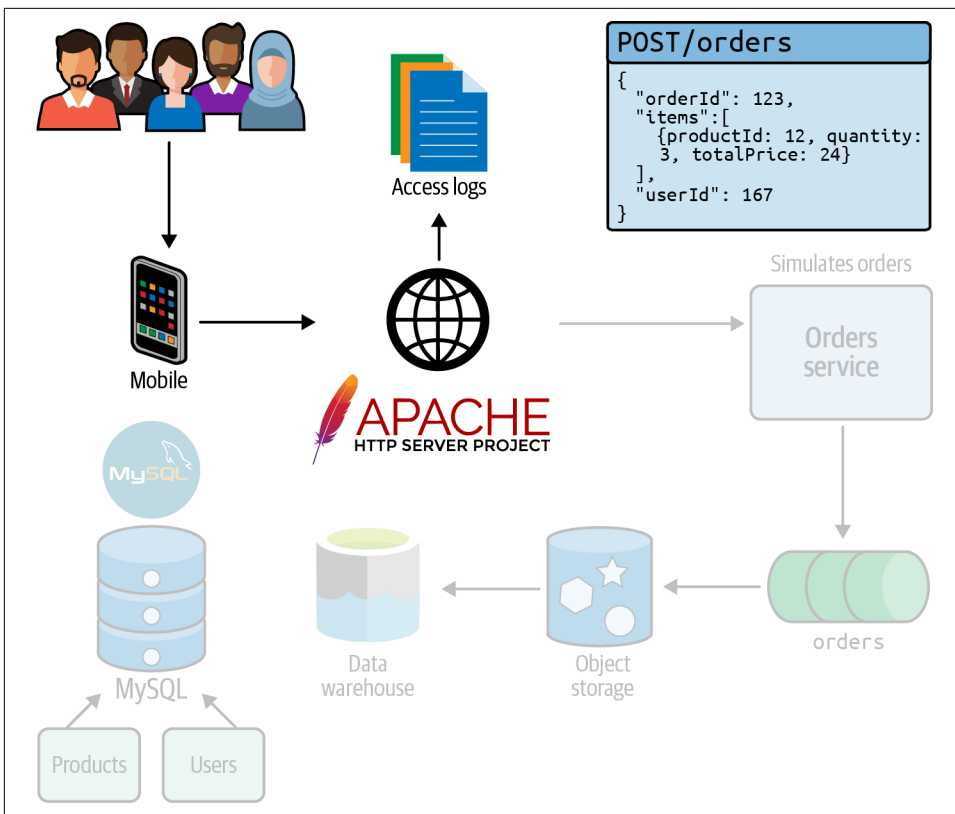 POST/orders
{
"orderId": 123,
"items":[
{productId: 12, quantity:
3, totalPrice: 24}
],
"userId": 167
}
Access logs
Simulates orders
Orders
service
Mobile
APACHE
HTTP SERVER PROJECT
MySQL
MySQL
Data
warehouse
Object
storage
orders
Products
Users